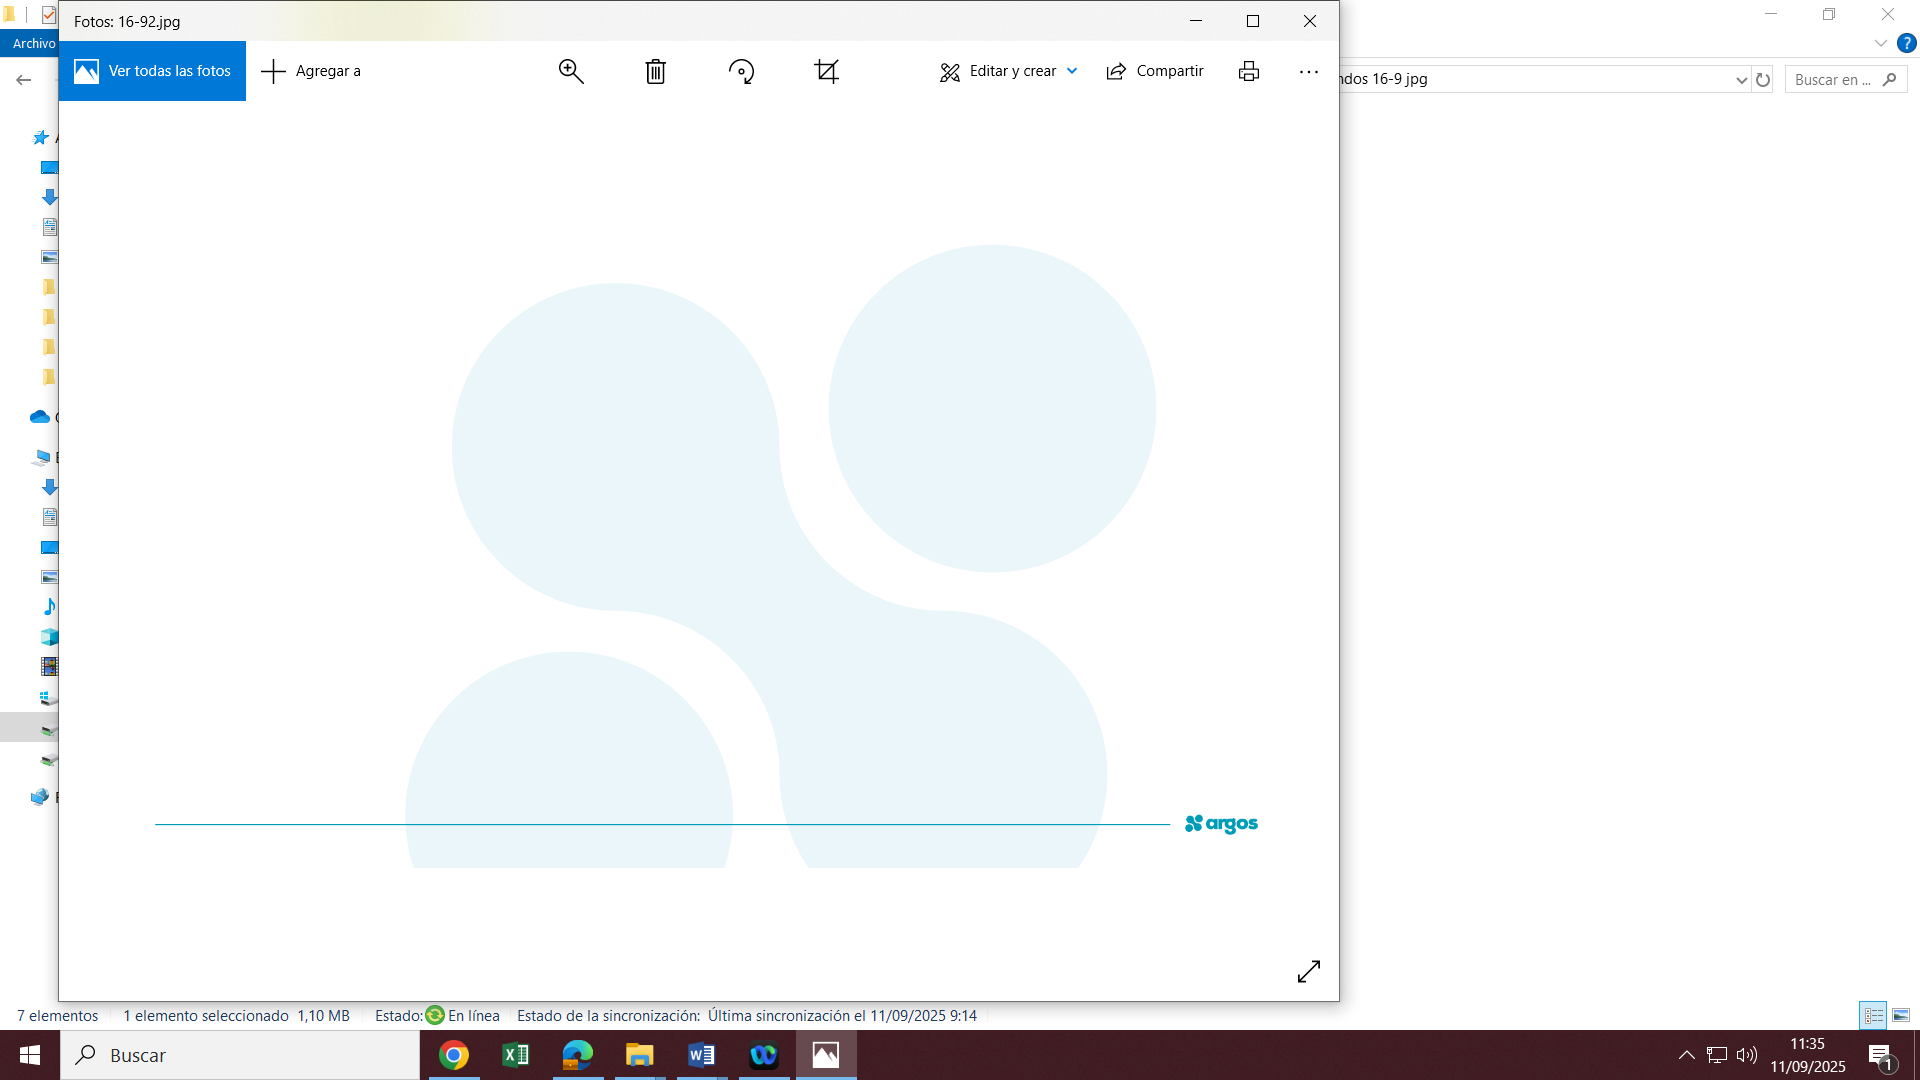 Fotos: 16-92.jpg
Archivo
Ver todas las fotos
Agregar a
Editar y crear
Compartir
ndos 16-9 jpg
Buscar en ...
argos
7 elementos
1 elemento seleccionado 1,10 MB
Estado: En línea
Estado de la sincronización: Última sincronización el 11/09/2025 9:14
Buscar
11:35
11/09/2025
1